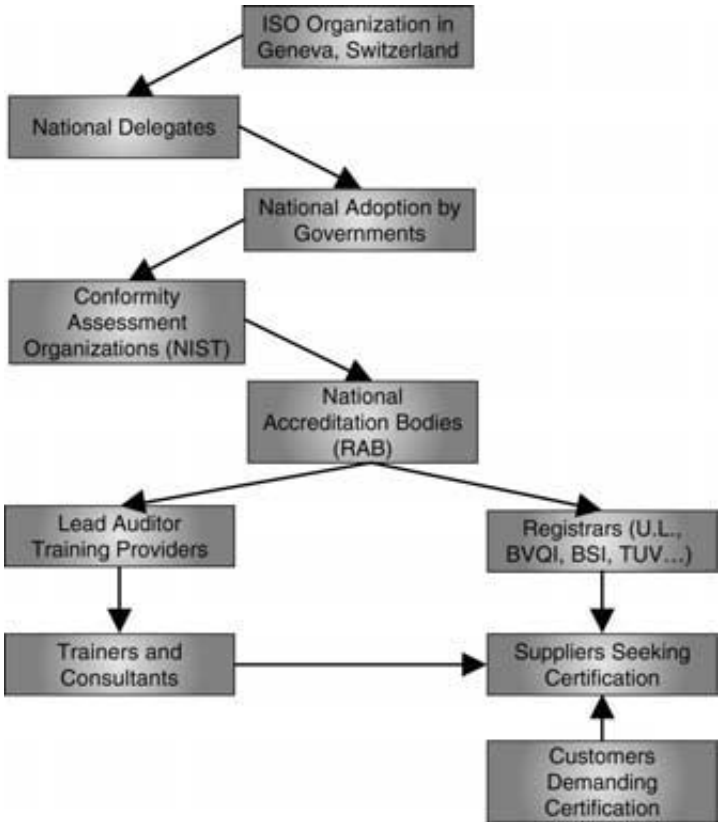 ISO Organization in
Geneva, Switzerland
National Delegates
National Adoption by
Governments
Conformity
Assessment
Organizations (NIST)
National
Accreditation Bodies
(RAB)
Lead Auditor
Training Providers
Registrars (U.L.,
BVQI, BSI, TUV…)
Trainers and
Consultants
Suppliers Seeking
Certification
Customers
Demanding
Certification